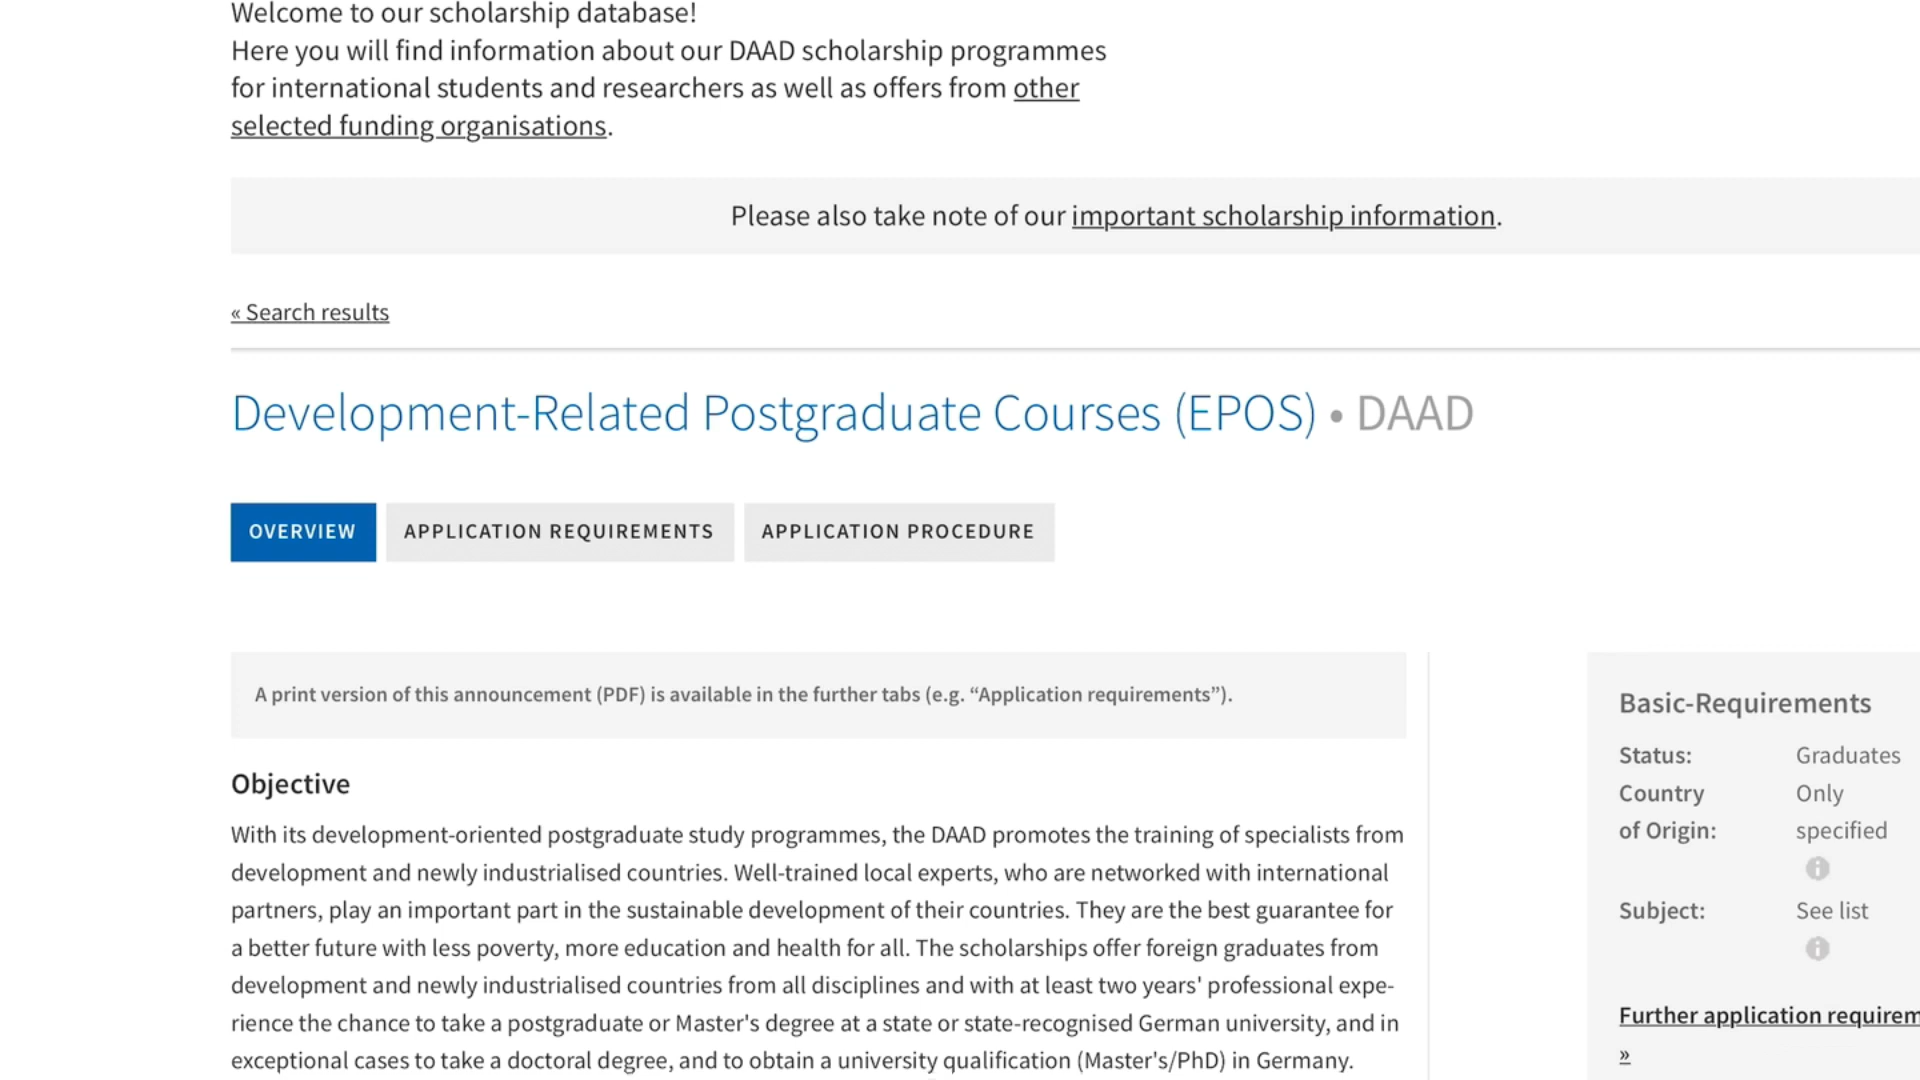 Welcome to our scholarship database!
Here you will find information about our DAAD scholarship programmes
for international students and researchers as well as offers from other
selected funding organisations.
Please also take note of our important scholarship information.
« Search results
Development-Related Postgraduate Courses (EPOS) • DAAD
OVERVIEW
APPLICATION REQUIREMENTS
APPLICATION PROCEDURE
A print version of this announcement (PDF) is available in the further tabs (e.g. “Application requirements”).
Objective
With its development-oriented postgraduate study programmes, the DAAD promotes the training of specialists from
development and newly industrialised countries. Well-trained local experts, who are networked with international
partners, play an important part in the sustainable development of their countries. They are the best guarantee for
a better future with less poverty, more education and health for all. The scholarships offer foreign graduates from
development and newly industrialised countries from all disciplines and with at least two years' professional expe-
rience the chance to take a postgraduate or Master's degree at a state or state-recognised German university, and in
exceptional cases to take a doctoral degree, and to obtain a university qualification (Master's/PhD) in Germany.
Basic-Requirements
Status: Graduates
Country Only
of Origin: specified
Subject: See list
Further application requirem
»